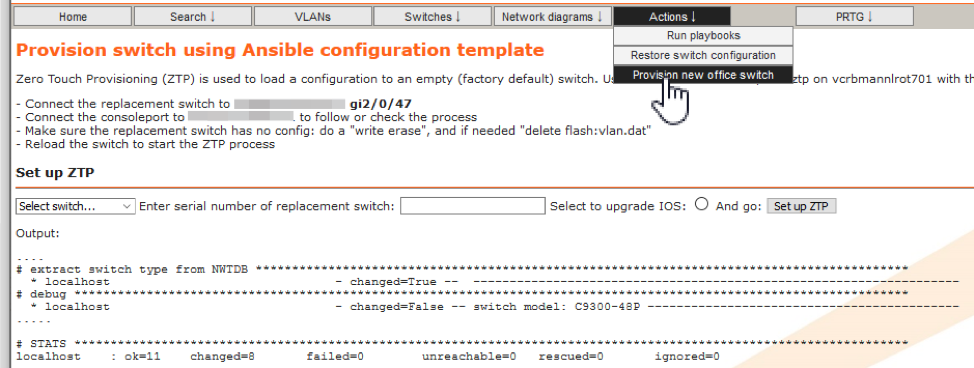 Home Search ↓ VLANs Switches ↓ Network diagrams ↓ Actions ↓ PRTG ↓
Run playbooks
Restore switch configuration
Provision new office switch
Provision switch using Ansible configuration template
Zero Touch Provisioning (ZTP) is used to load a configuration to an empty (factory default) switch. ztp on vcrbmannlrot701 with th
- Connect the replacement switch to gi2/0/47
- Connect the consoleport to . to follow or check the process
- Make sure the replacement switch has no config: do a "write erase", and if needed "delete flash:vlan.dat"
- Reload the switch to start the ZTP process
Set up ZTP
Select switch... Enter serial number of replacement switch: Select to upgrade IOS: And go: Set up ZTP
Output:
....
# extract switch type from NWTDB ******************************************************************************************
* localhost - changed=True -- -------------------------------------------------------------------
# debug *******************************************************************************************************************
* localhost - changed=False -- switch model: C9300-48P -------------------------------------------
.....
# STATS *******************************************************************************************************************
localhost : ok=11 changed=8 failed=0 unreachable=0 rescued=0 ignored=0